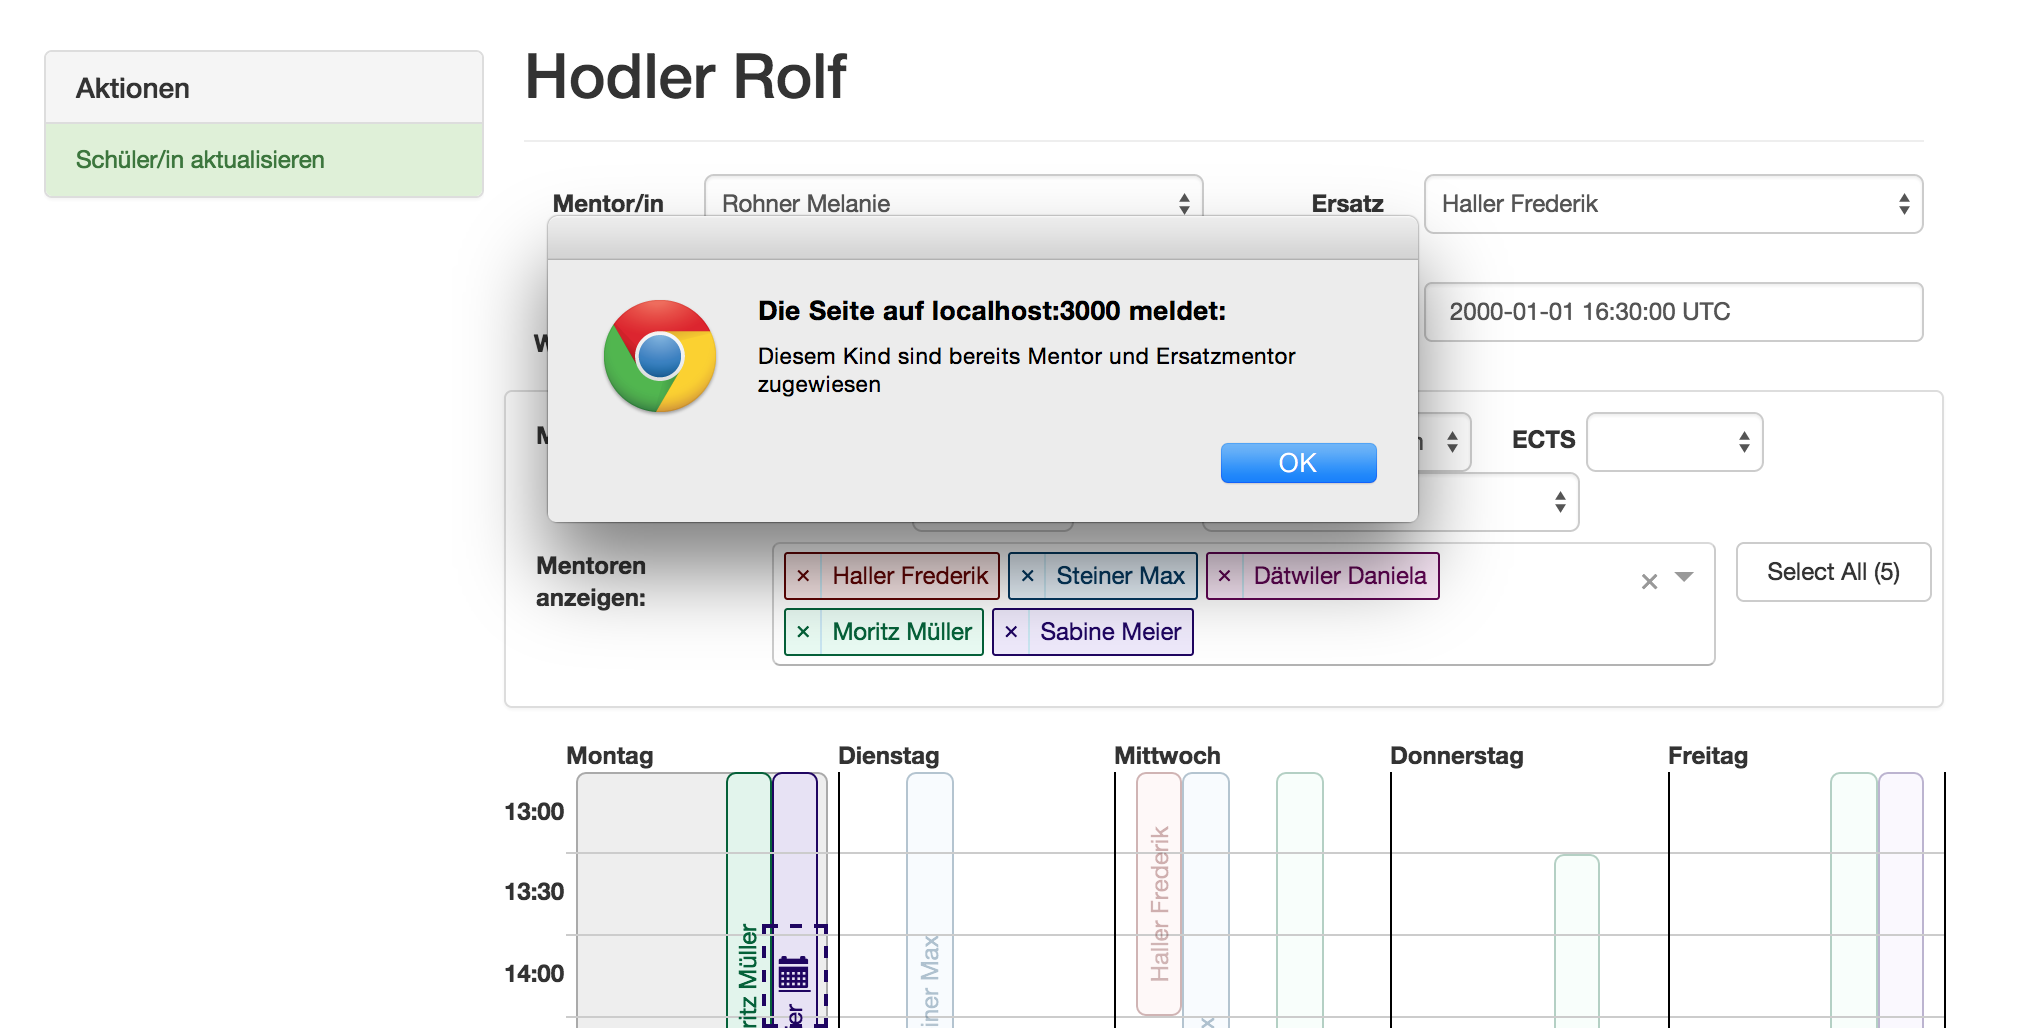 Hodler Rolf
Aktionen
Schüler/in aktualisieren
Mentor/in
Rohner Melanie
Ersatz
Haller Frederik
Die Seite auf localhost:3000 meldet:
Diesem Kind sind bereits Mentor und Ersatzmentor
zugewiesen
OK
2000-01-01 16:30:00 UTC
ECTS
Mentoren
anzeigen:
× Haller Frederik × Steiner Max × Dätwiler Daniela
× Moritz Müller × Sabine Meier
Select All (5)
Montag Dienstag Mittwoch Donnerstag Freitag
13:00
13:30
14:00
Haller Frederik
Müller
Max